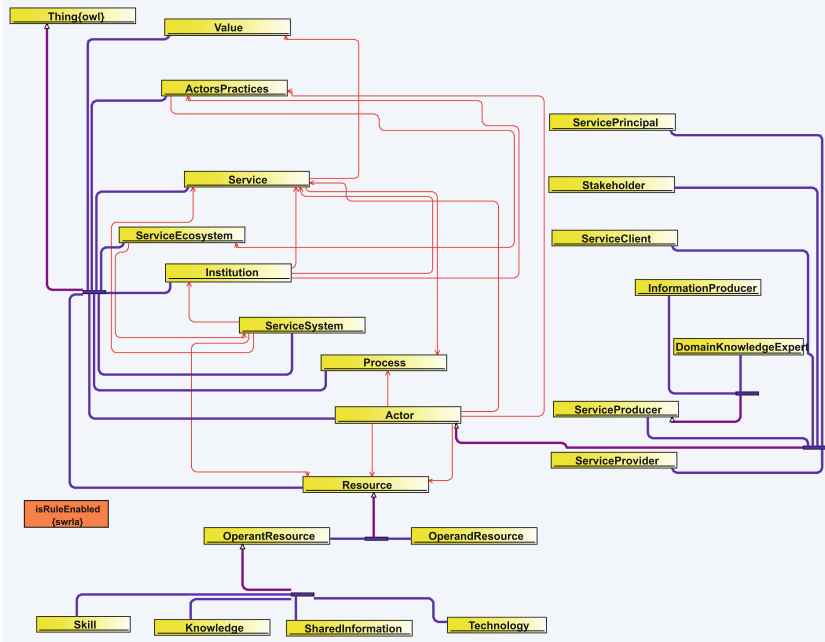 Thing{owl}
Value
ActorsPractices
ServicePrincipal
Service
Stakeholder
ServiceEcosystem
ServiceClient
Institution
InformationProducer
ServiceSystem
DomainKnowledgeExpert
Process
Actor
ServiceProducer
ServiceProvider
Resource
isRuleEnabled
{swrla}
OperantResource
OperandResource
Skill
Knowledge
SharedInformation
Technology